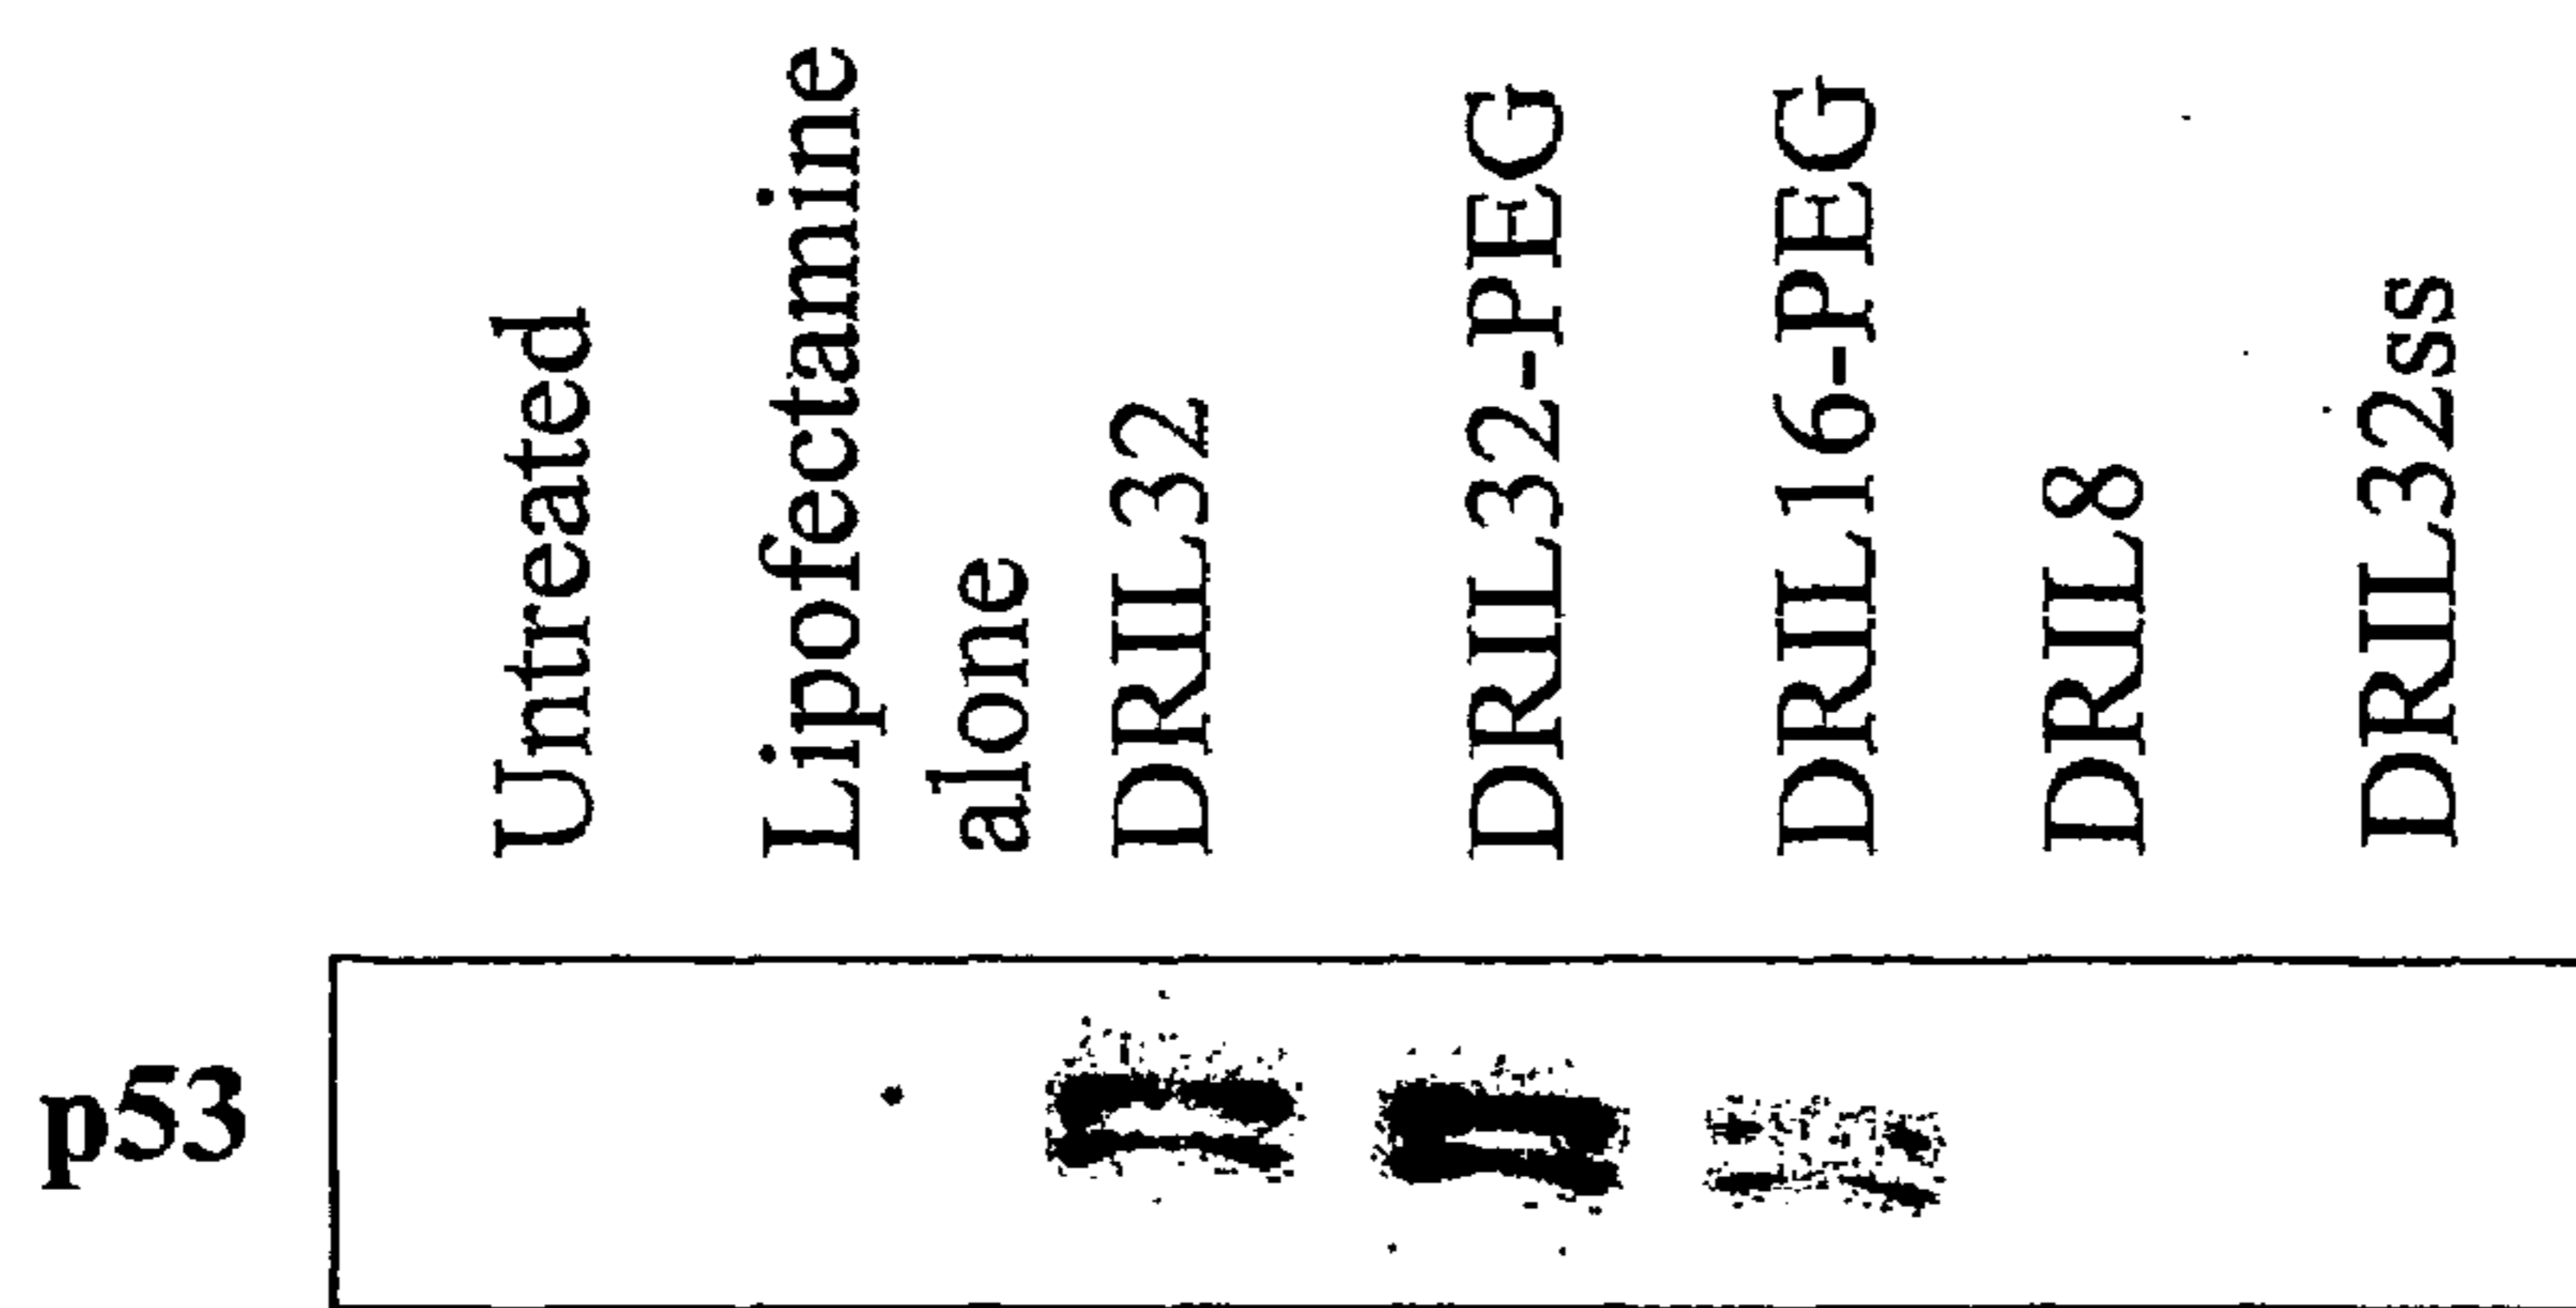 Untreated
Lipofectamine
alone
DRIL32
DRIL32-PEG
DRIL16-PEG
DRIL8
DRIL32ss
p53